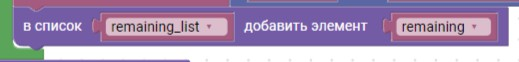 в список remaining_list добавить элемент remaining